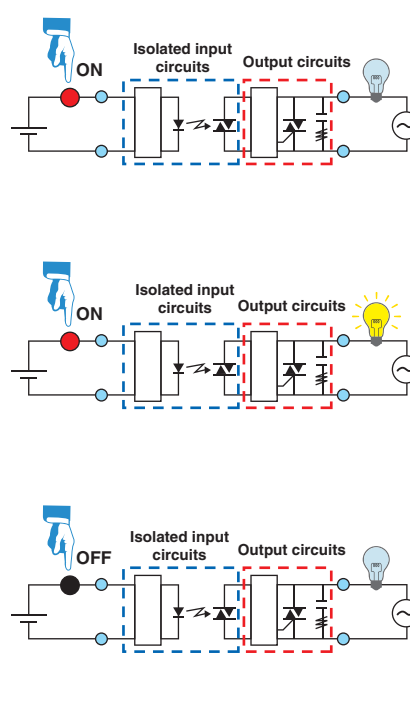 ON
Isolated input
circuits
Output circuits
ON
Isolated input
circuits
Output circuits
OFF
Isolated input
circuits
Output circuits